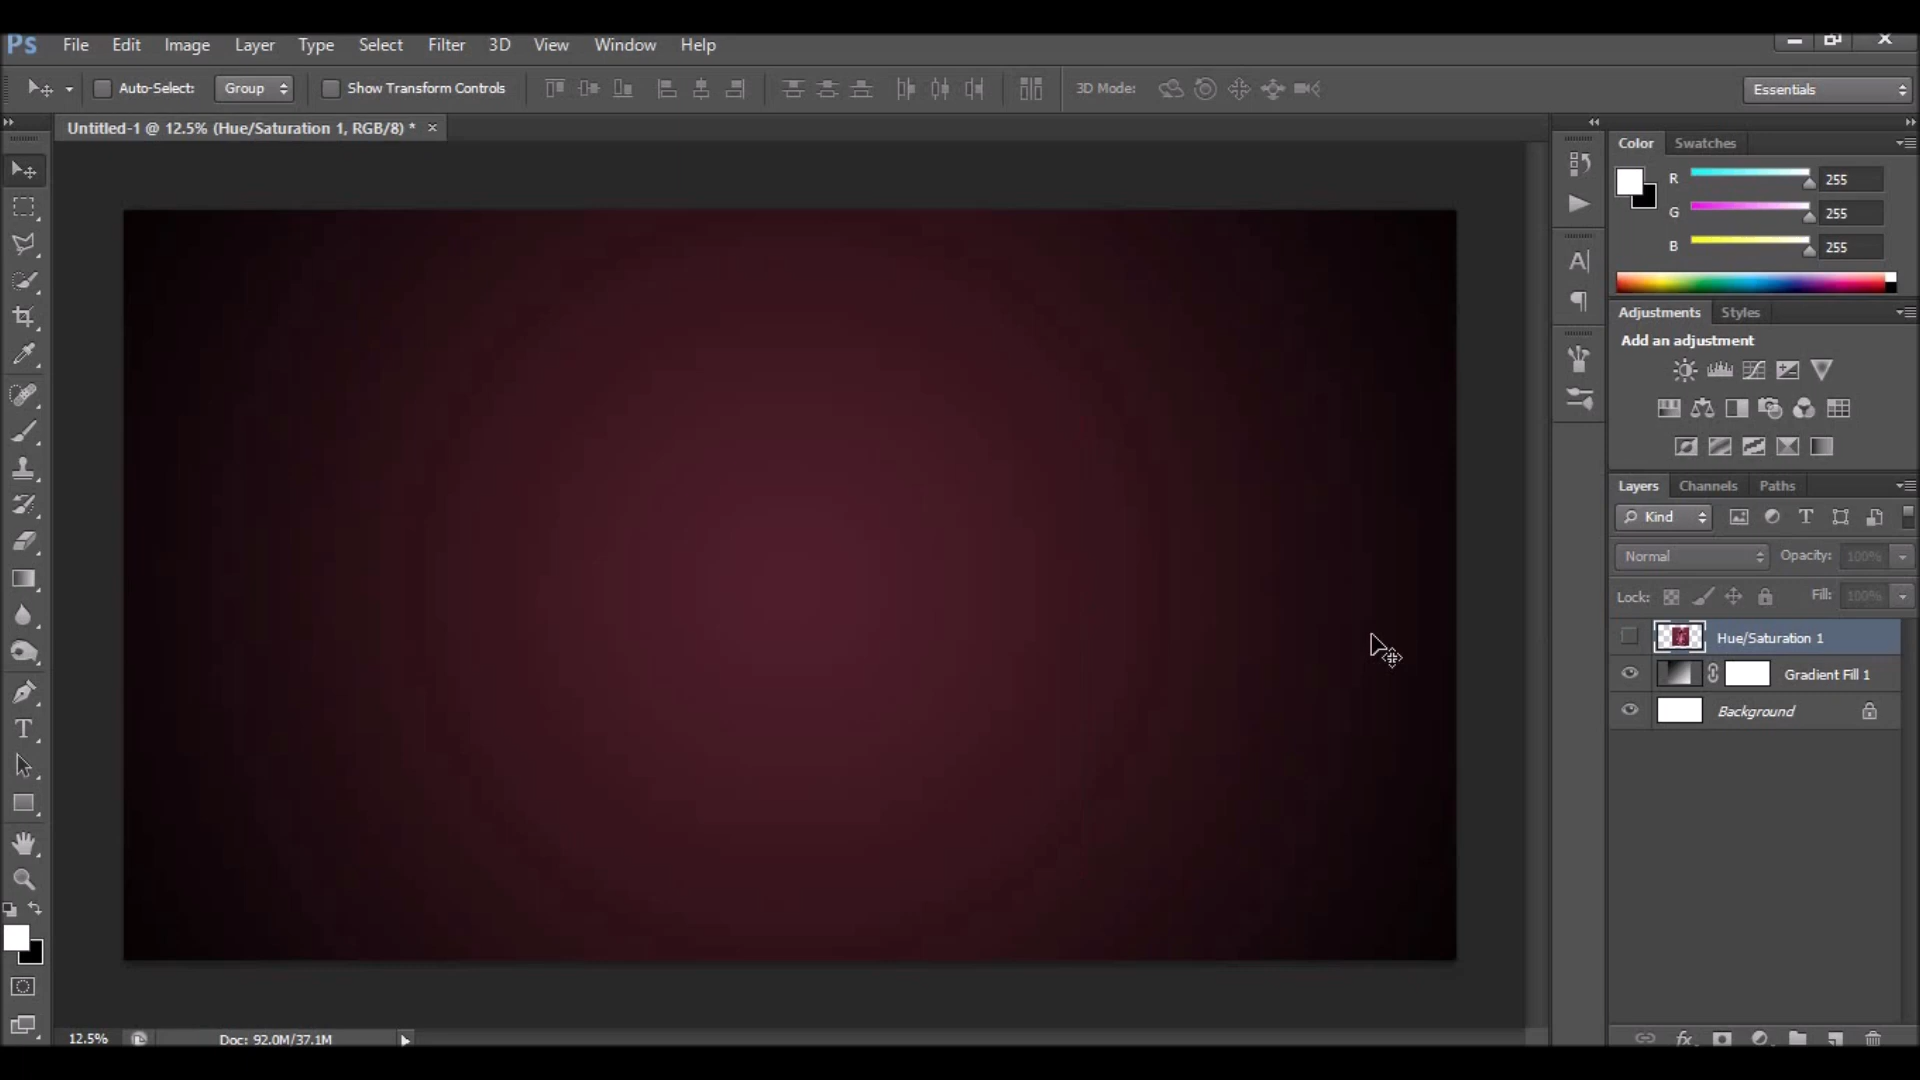 Ps File Edit Image Layer Type Select Filter 3D View Window Help
Auto-Select: Group Show Transform Controls 3D Mode: Essentials
Untitled-1 @ 12.5% (Hue/Saturation 1, RGB/8) * ×
Color Swatches
R 255
G 255
B 255
Adjustments Styles
Add an adjustment
Layers Channels Paths
Kind
Normal Opacity: 100%
Lock: Fill: 100%
Hue/Saturation 1
Gradient Fill 1
Background
12.5% Doc: 92.0M/37.1M